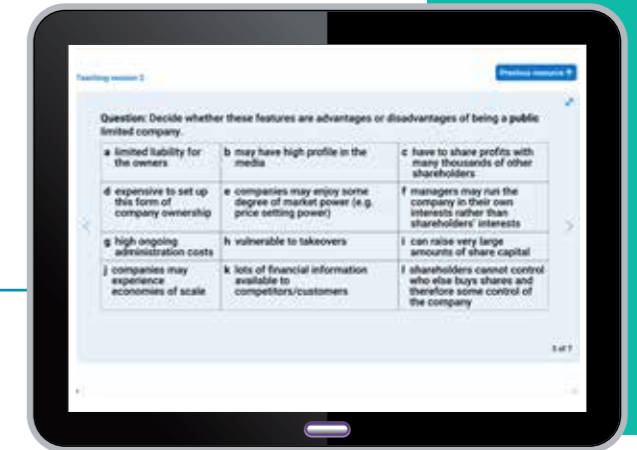 Teaching session 2
Previous resource
Question: Decide whether these features are advantages or disadvantages of being a public
limited company.
a limited liability for
the owners
b may have high profile in the
media
c have to share profits with
many thousands of other
shareholders
d expensive to set up
this form of
company ownership
e companies may enjoy some
degree of market power (e.g.
price setting power)
f managers may run the
company in their own
interests rather than
shareholders' interests
g high ongoing
administration costs
h vulnerable to takeovers
i can raise very large
amounts of share capital
j companies may
experience
economies of scale
k lots of financial information
available to
competitors/customers
l shareholders cannot control
who else buys shares and
therefore some control of
the company
5 of 7